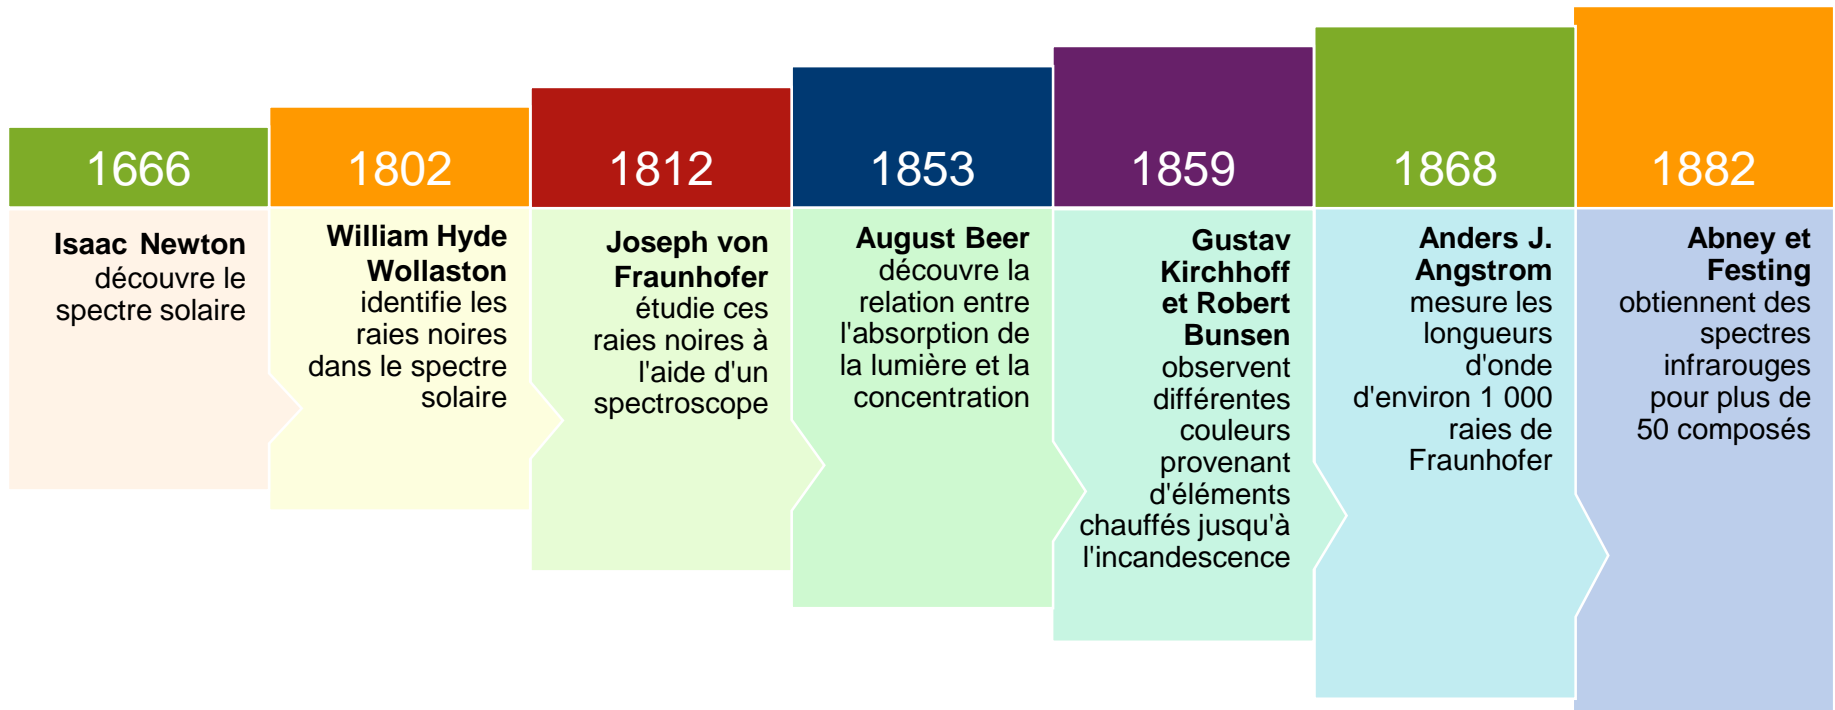 1666
Isaac Newton
découvre le
spectre solaire
1802
William Hyde
Wollaston
identifie les
raies noires
dans le spectre
solaire
1812
Joseph von
Fraunhofer
étudie ces
raies noires à
l'aide d'un
spectroscope
1853
August Beer
découvre la
relation entre
l'absorption de
la lumière et la
concentration
1859
Gustav
Kirchhoff
et Robert
Bunsen
observent
différentes
couleurs
provenant
d'éléments
chauffés jusqu'à
l'incandescence
1868
Anders J.
Angstrom
mesure les
longueurs
d'onde
d'environ 1 000
raies de
Fraunhofer
1882
Abney et
Festing
obtiennent des
spectres
infrarouges
pour plus de
50 composés